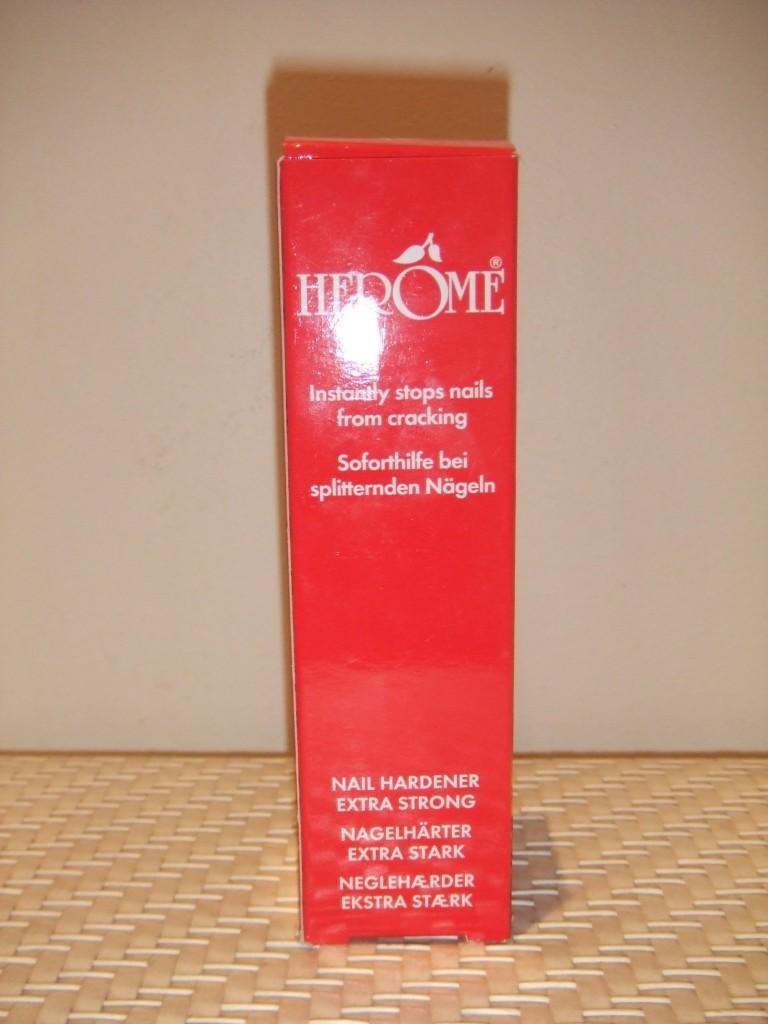 HERÔME®
Instantly stops nails
from cracking
Soforthilfe bei
splitternden Nägeln
NAIL HARDENER
EXTRA STRONG
NAGELHÄRTER
EXTRA STARK
NEGLEHÆRDER
EKSTRA STÆRK